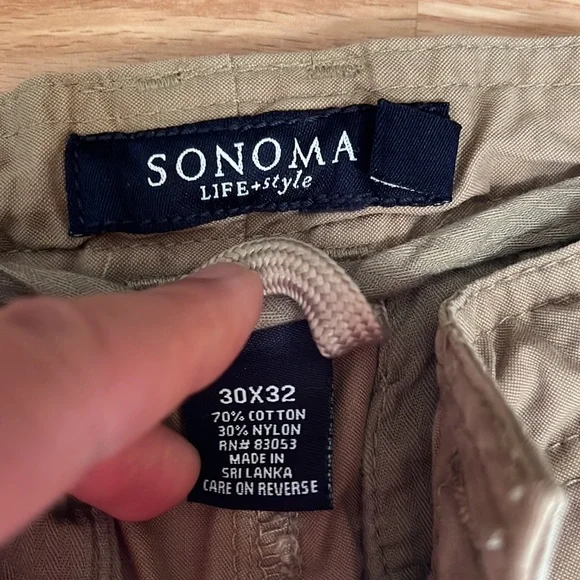 SONOMA
LIFE+style
30X32
70% COTTON
30% NYLON
RN# 83053
MADE IN
SRI LANKA
CARE ON REVERSE